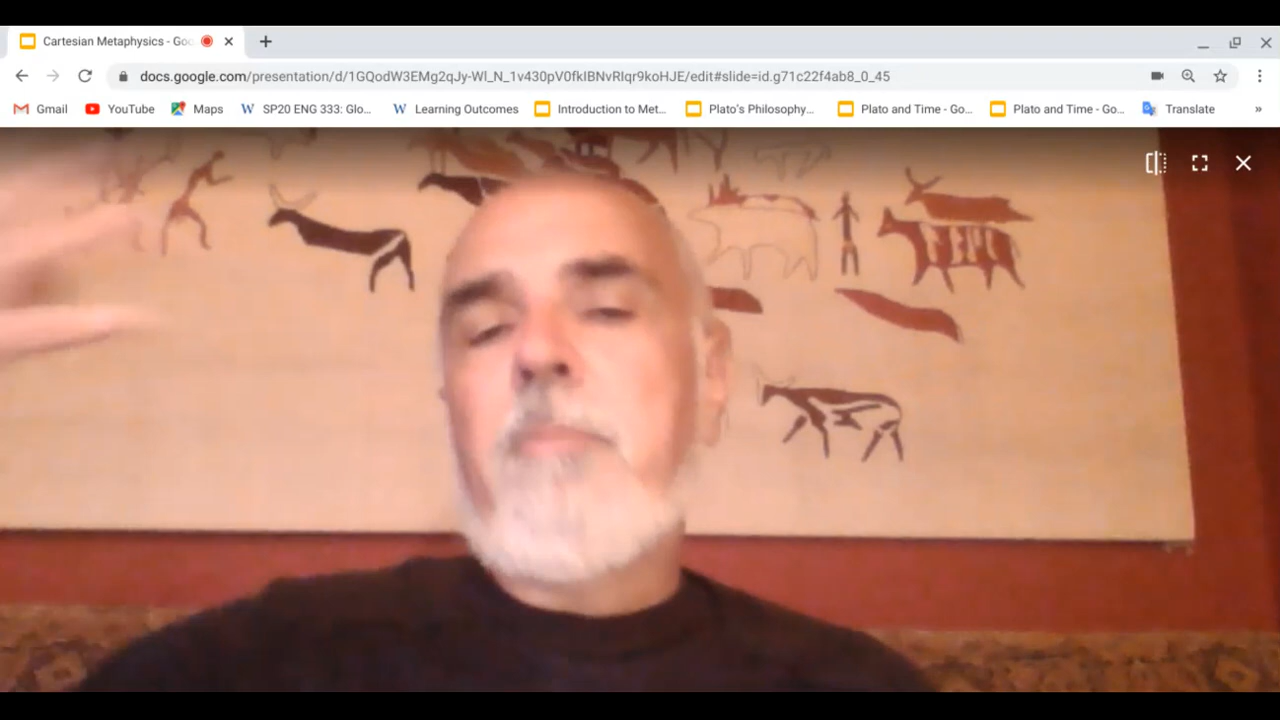 Cartesian Metaphysics - Goo
docs.google.com/presentation/d/1GQodW3EMg2qJy-Wl_N_1v430pV0fkIBNvRIqr9koHJE/edit#slide=id.g71c22f4ab8_0_45
Gmail YouTube Maps W SP20 ENG 333: Glo... W Learning Outcomes Introduction to Met... Plato's Philosophy... Plato and Time - Go... Plato and Time - Go... Translate »